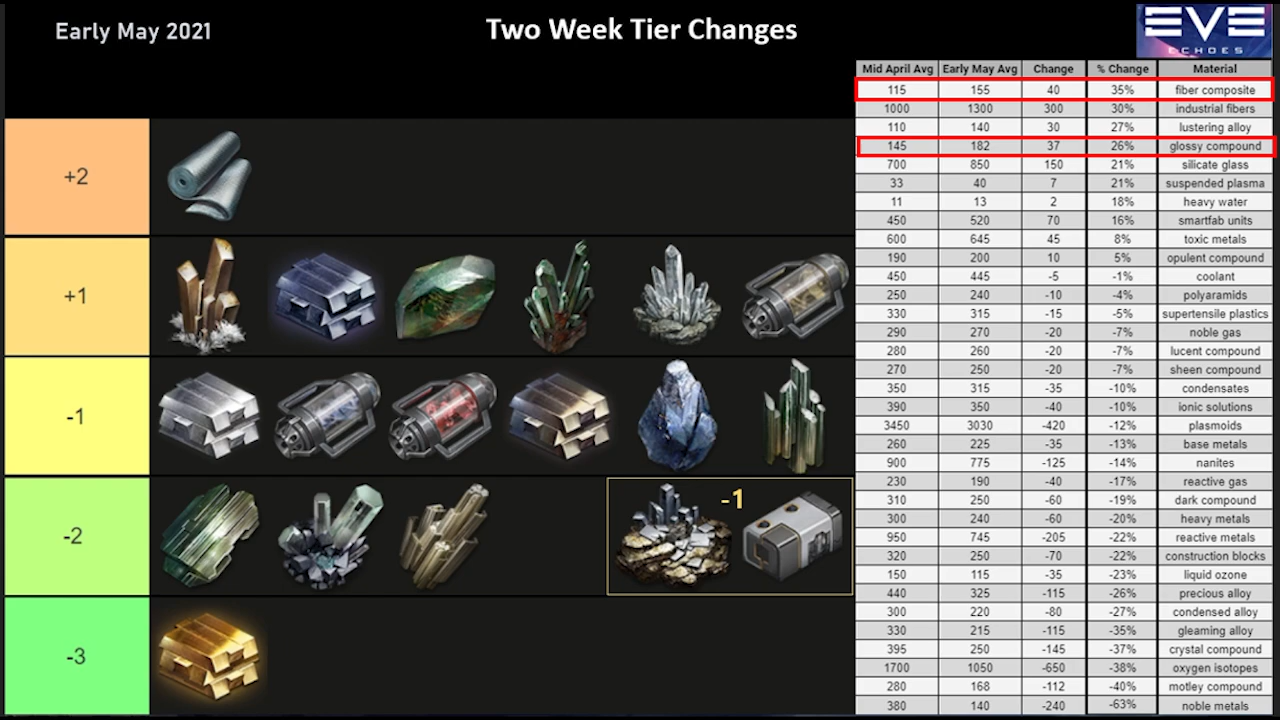 Early May 2021
Two Week Tier Changes
EVE
ECHOES
Mid April Avg Early May Avg Change % Change Material
115 155 40 35% fiber composite
1000 1300 300 30% industrial fibers
110 140 30 27% lustering alloy
145 182 37 26% glossy compound
700 850 150 21% silicate glass
33 40 7 21% suspended plasma
11 13 2 18% heavy water
450 520 70 16% smartfab units
600 645 45 8% toxic metals
190 200 10 5% opulent compound
450 445 -5 -1% coolant
250 240 -10 -4% polyaramids
330 315 -15 -5% supertensile plastics
290 270 -20 -7% noble gas
280 260 -20 -7% lucent compound
270 250 -20 -7% sheen compound
350 315 -35 -10% condensates
390 350 -40 -10% ionic solutions
3450 3030 -420 -12% plasmoids
260 225 -35 -13% base metals
900 775 -125 -14% nanites
230 190 -40 -17% reactive gas
310 250 -60 -19% dark compound
300 240 -60 -20% heavy metals
950 745 -205 -22% reactive metals
320 250 -70 -22% construction blocks
150 115 -35 -23% liquid ozone
440 325 -115 -26% precious alloy
300 220 -80 -27% condensed alloy
330 215 -115 -35% gleaming alloy
395 250 -145 -37% crystal compound
1700 1050 -650 -38% oxygen isotopes
280 168 -112 -40% motley compound
380 140 -240 -63% noble metals
+2
+1
-1
-2
-1
-3